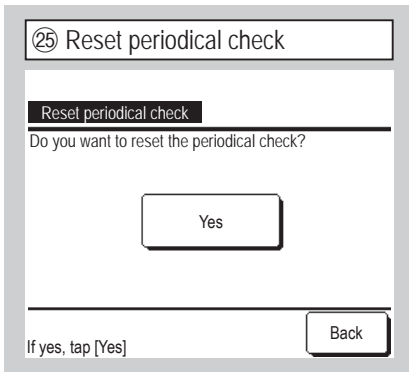 ㉕ Reset periodical check
Reset periodical check
Do you want to reset the periodical check?
Yes
If yes, tap [Yes]
Back